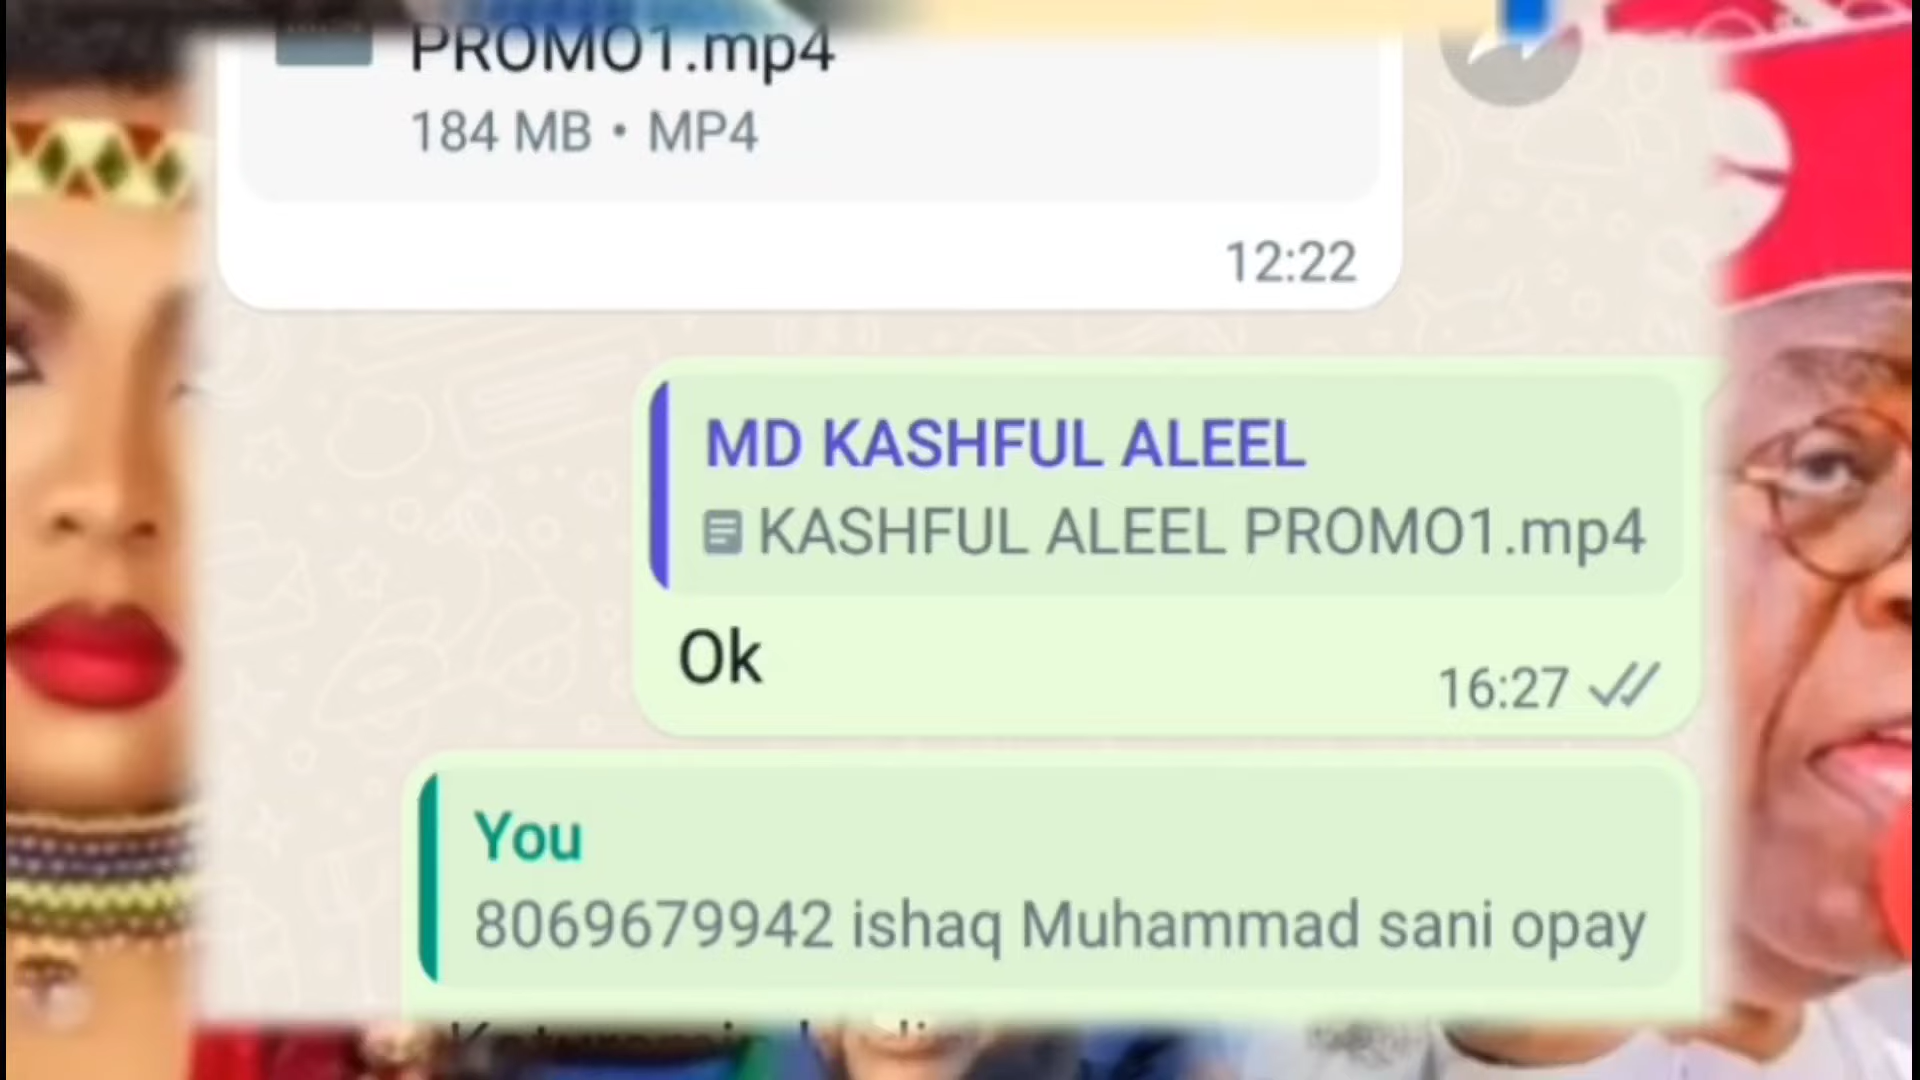 PROMO1.mp4
184 MB • MP4
12:22
MD KASHFUL ALEEL
KASHFUL ALEEL PROMO1.mp4
Ok
16:27
You
8069679942 ishaq Muhammad sani opay